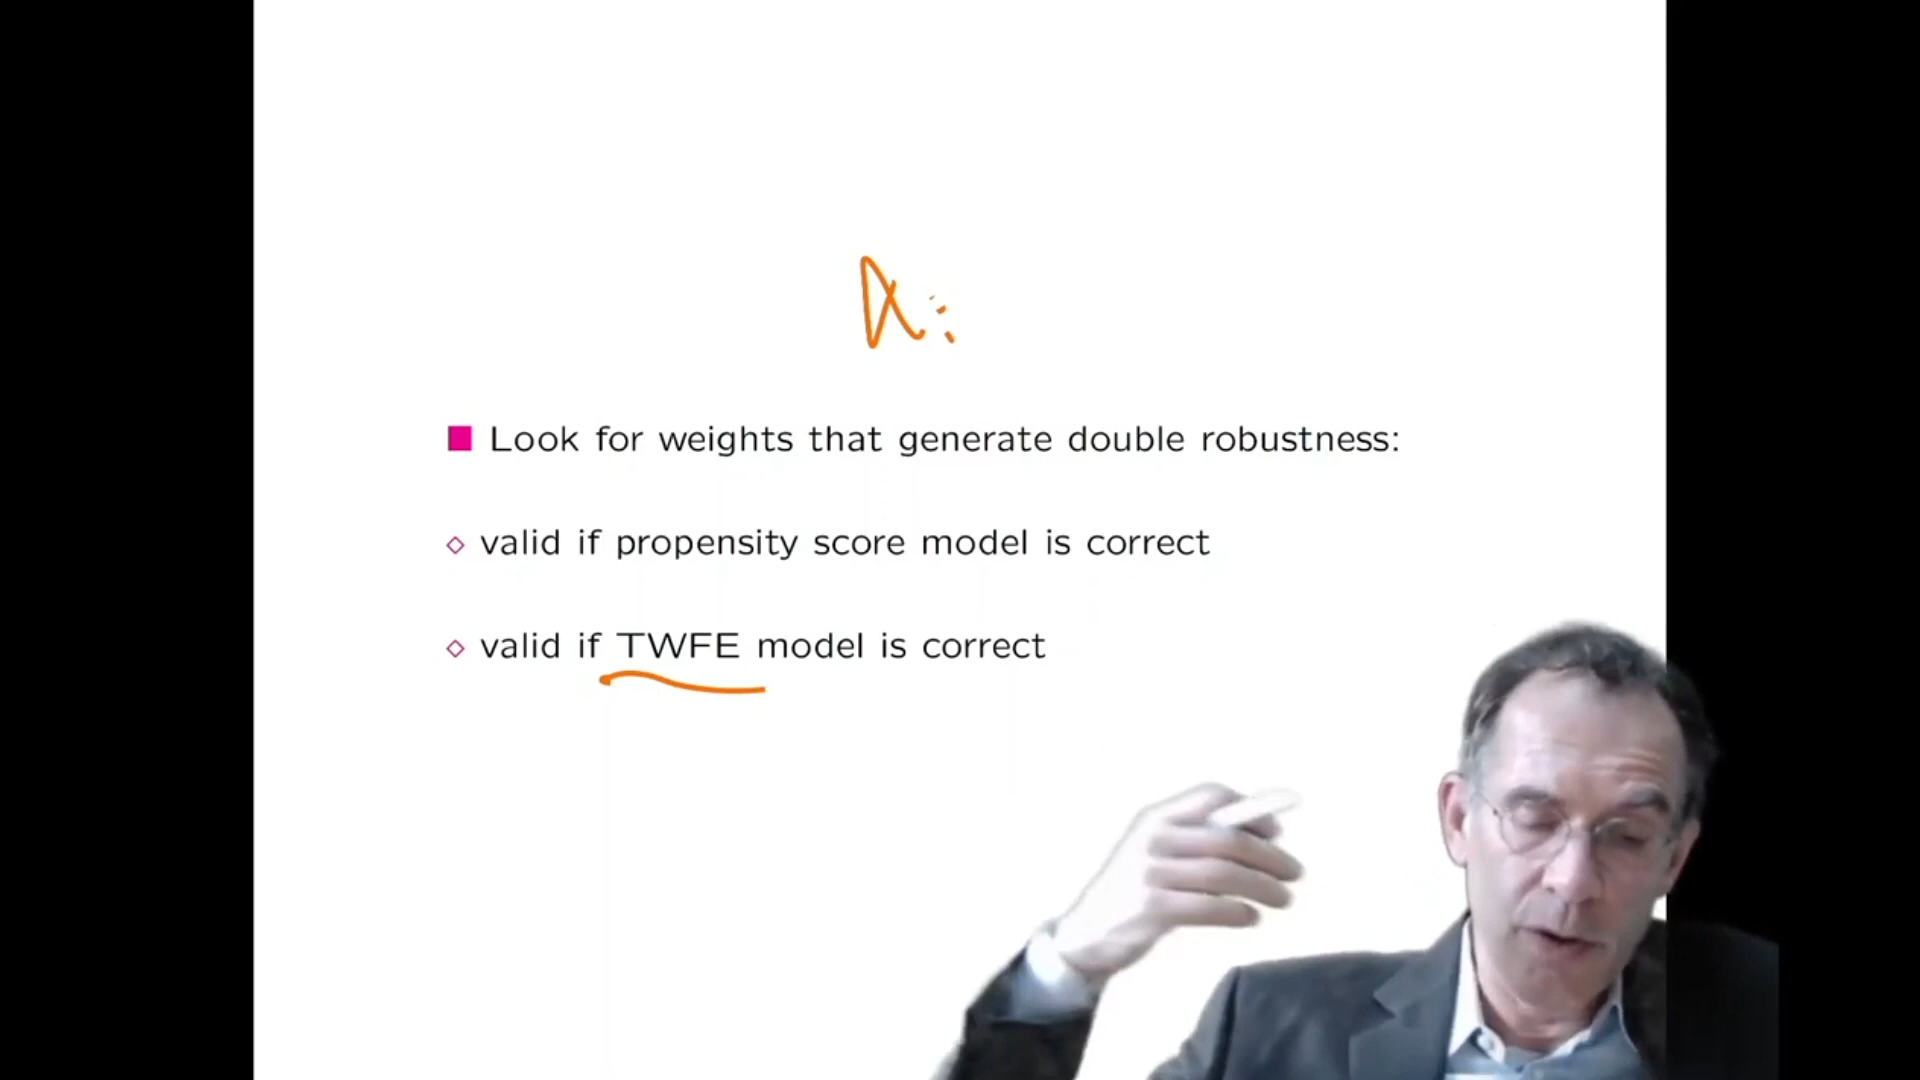 Look for weights that generate double robustness:
valid if propensity score model is correct
valid if TWFE model is correct